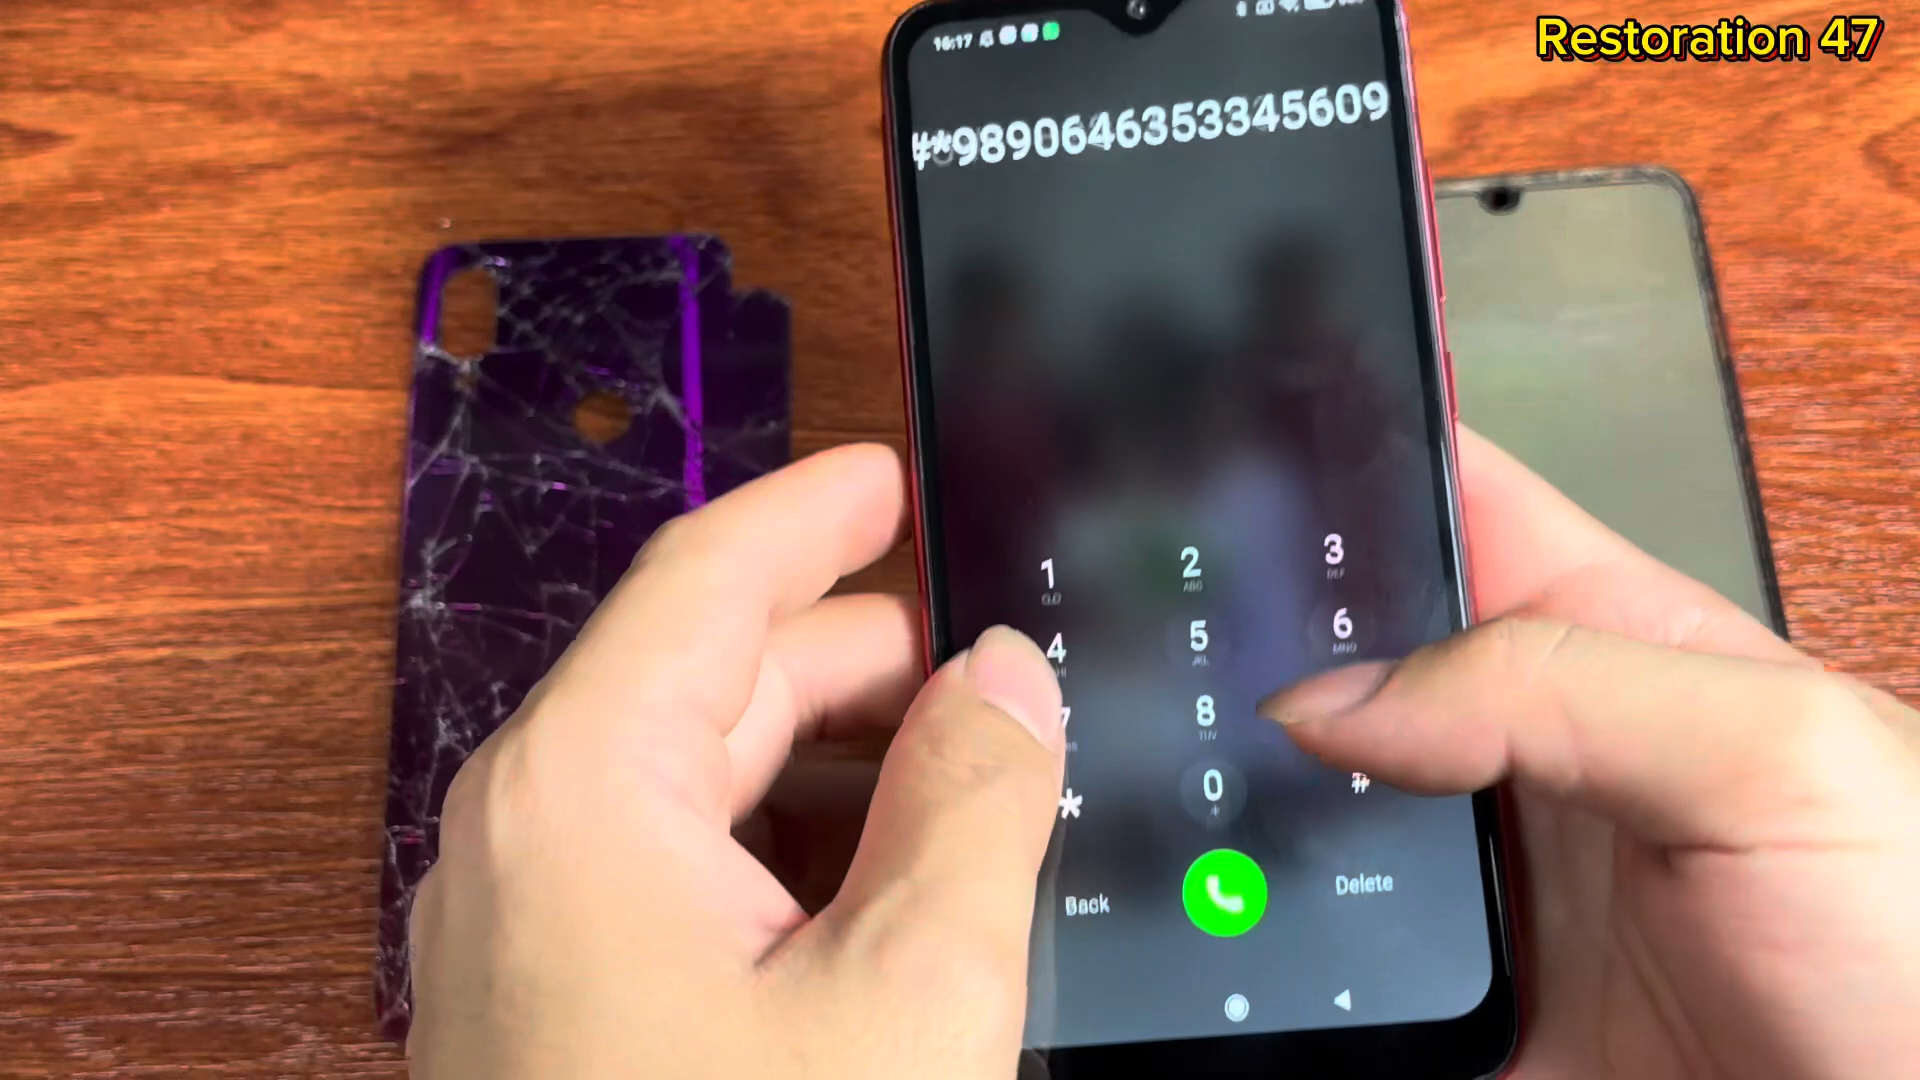 Restoration 47
16:17
#*9890646353345609
1 2 3
ABC DEF
4 5 6
JKL MNO
7 8
TUV
* 0 #
+
Back Delete